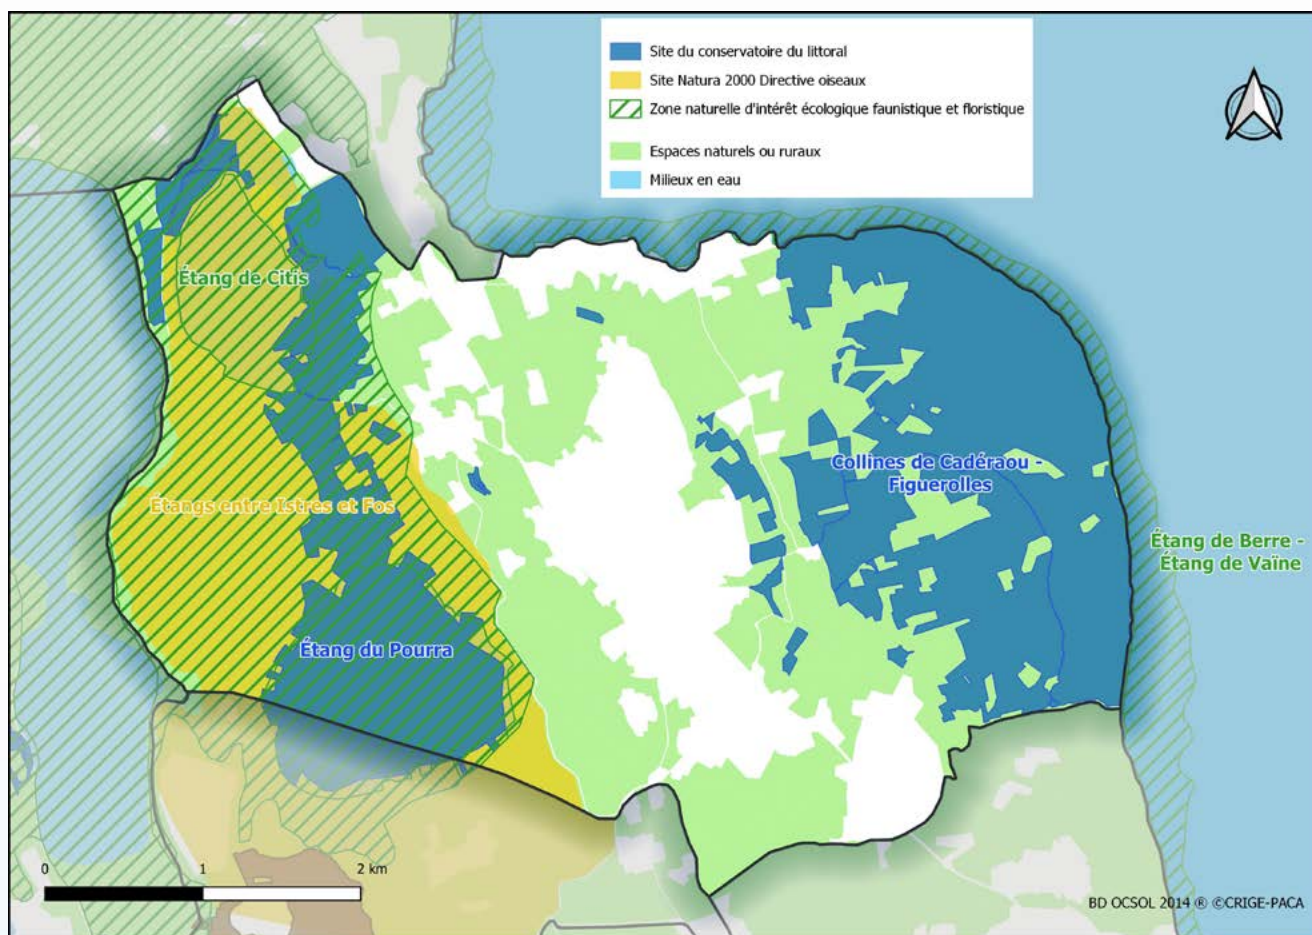 Site du conservatoire du littoral
Site Natura 2000 Directive oiseaux
Zone naturelle d'intérêt écologique faunistique et floristique
Espaces naturels ou ruraux
Milieux en eau
Étang de Citis
Collines de Cadéraou -
Figuerolles
Étangs entre Istres et Fos
Étang de Berre -
Étang de Vaïne
Étang du Pourra
0 1 2 km
BD OCSOL 2014 ® ©CRIGE-PACA